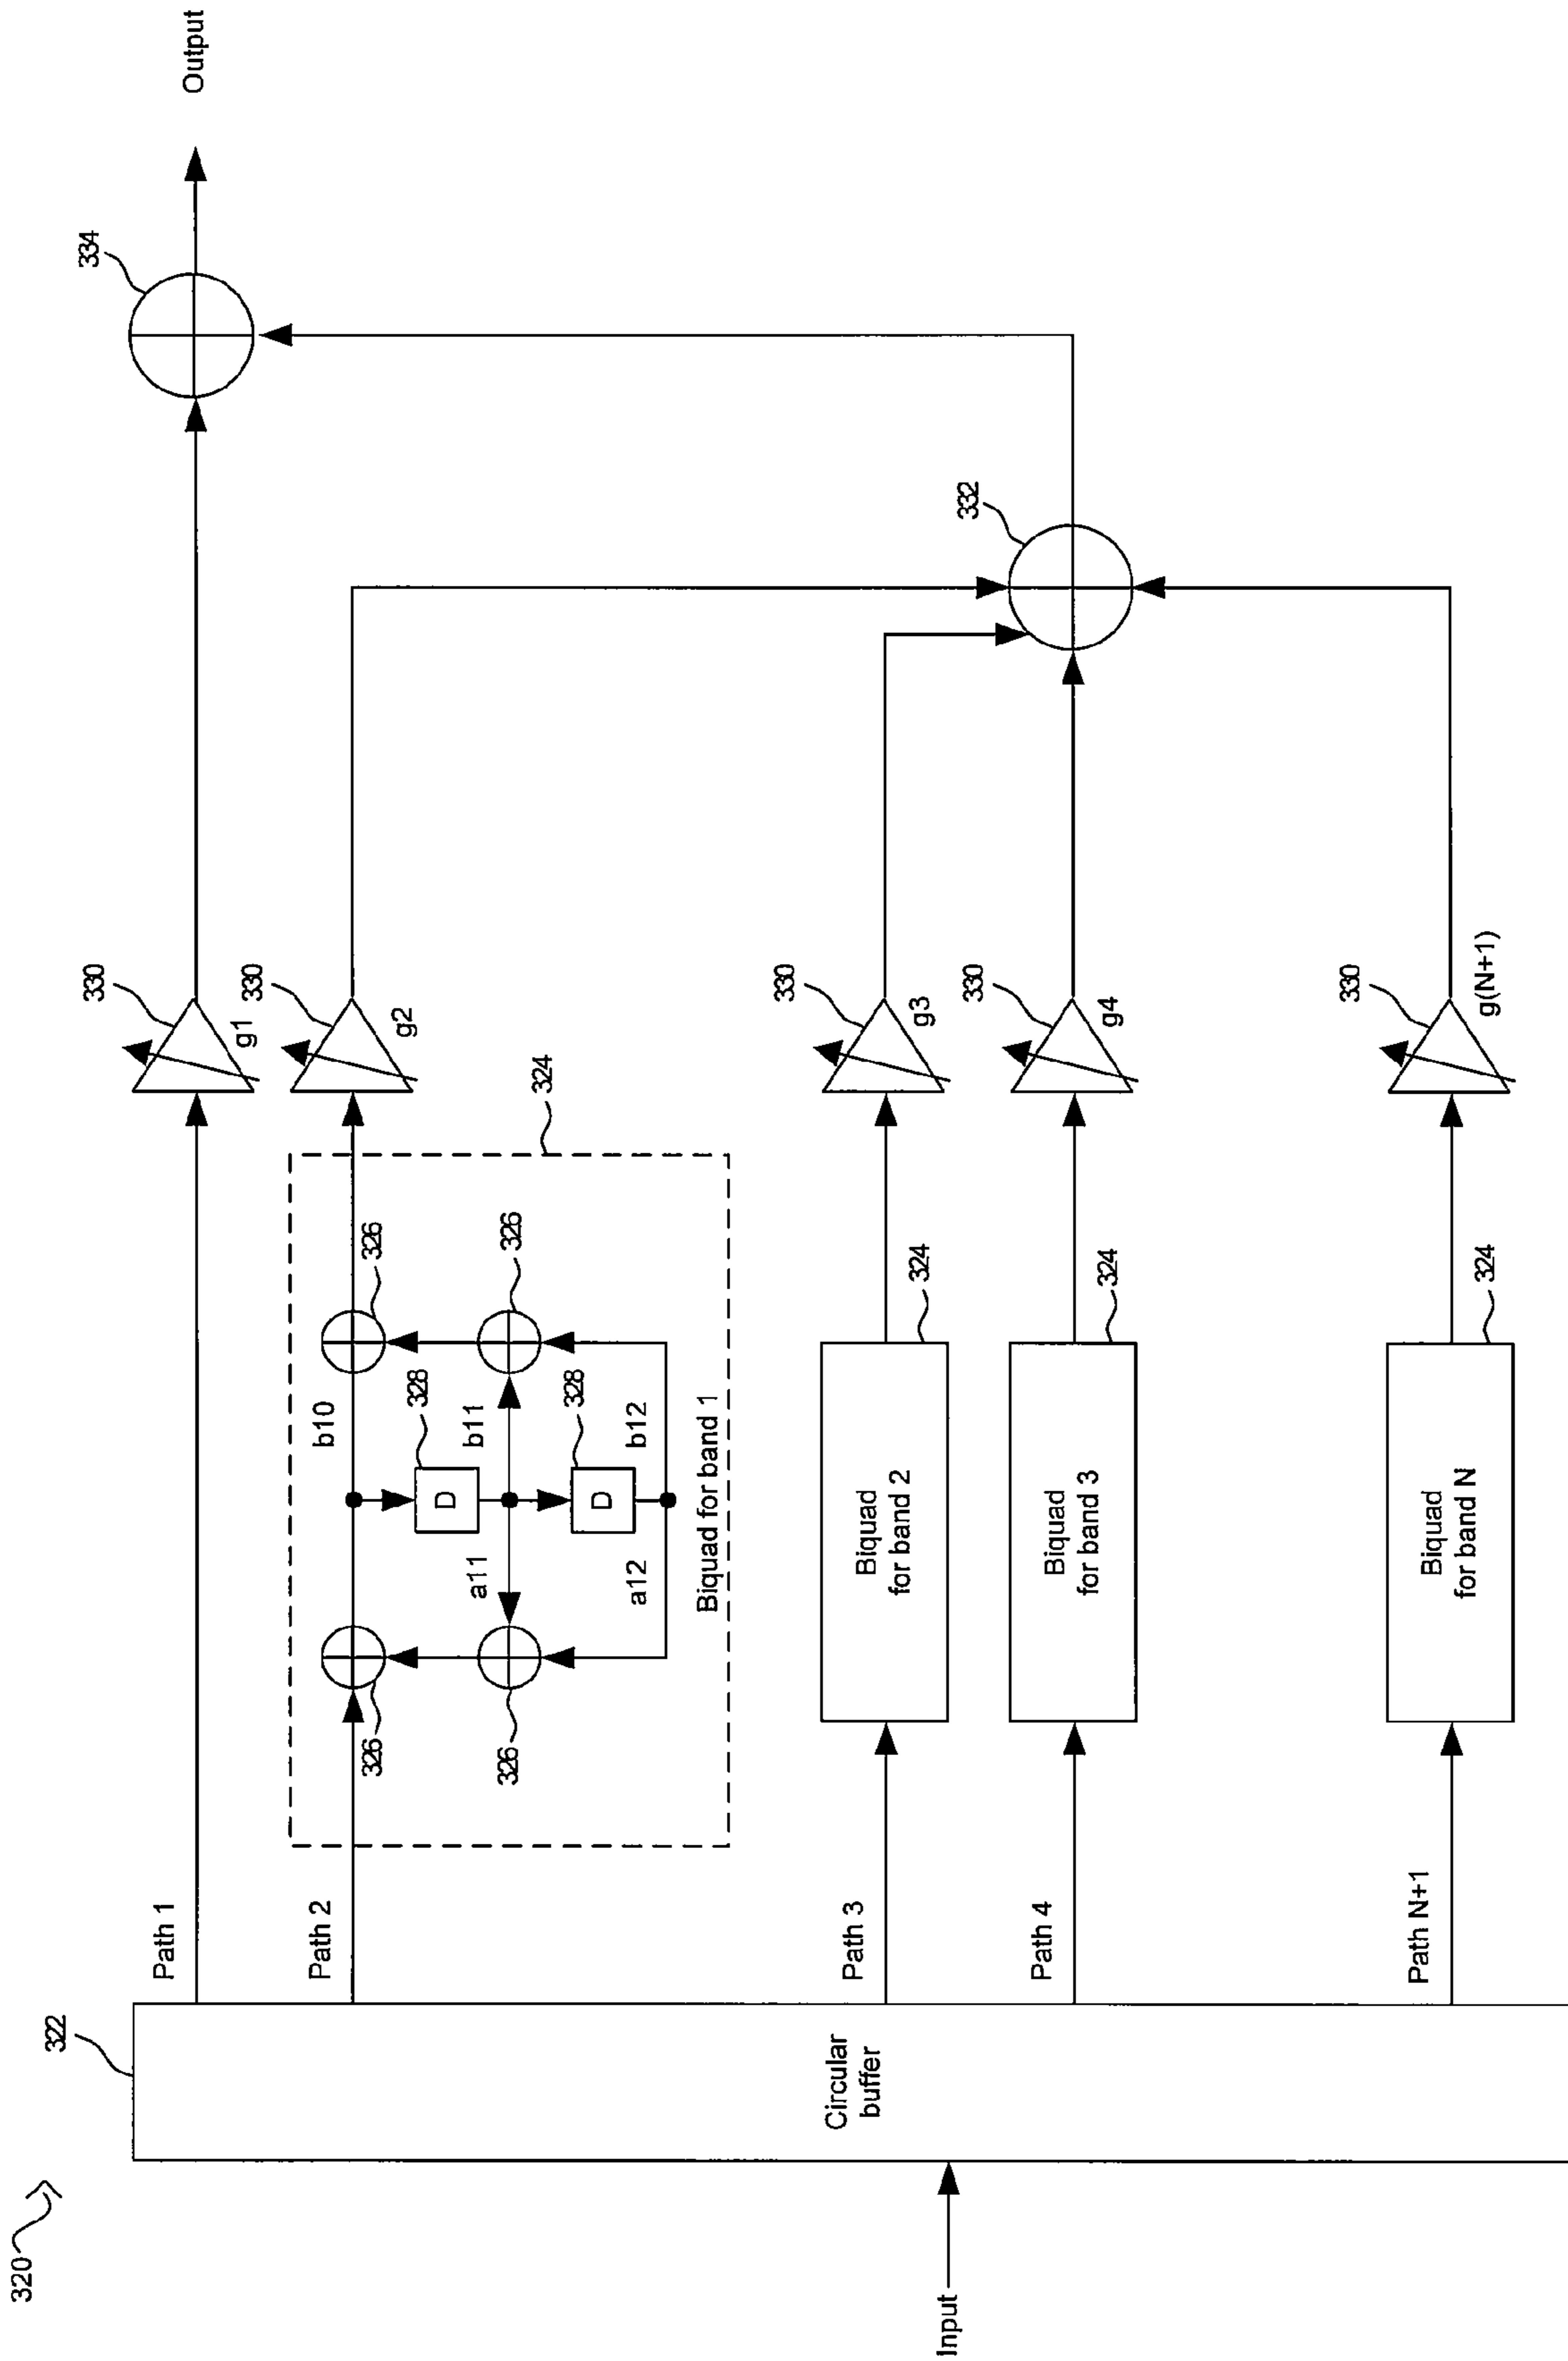 320
322
Input
Circular
buffer
Path 1
330
g1
334
Output
Path 2
326
b10
326
330
g2
328
D
326
a11
b11
326
328
D
a12
b12
Biquad for band 1
324
Path 3
Biquad
for band 2
324
330
g3
332
Path 4
Biquad
for band 3
324
330
g4
Path N+1
Biquad
for band N
324
330
g(N+1)